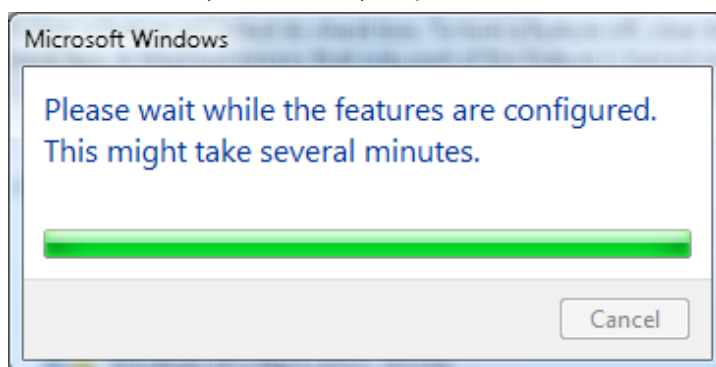 Microsoft Windows
Please wait while the features are configured.
This might take several minutes.
Cancel